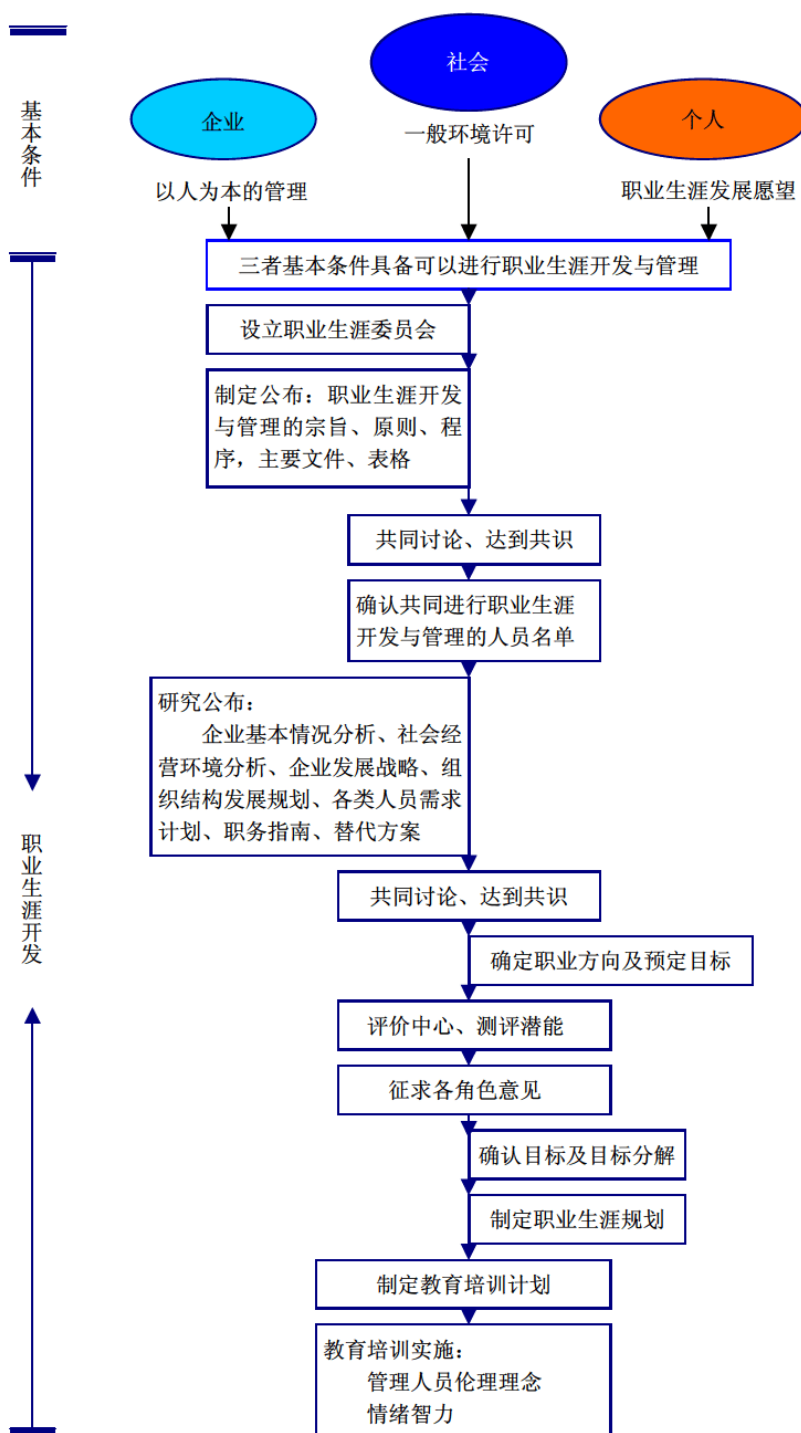 社会
企业
个人
一般环境许可
基本条件
以人为本的管理
职业生涯发展愿望
三者基本条件具备可以进行职业生涯开发与管理
设立职业生涯委员会
制定公布：职业生涯开发
与管理的宗旨、原则、程
序，主要文件、表格
共同讨论、达到共识
确认共同进行职业生涯
开发与管理的人员名单
研究公布：
企业基本情况分析、社会经
营环境分析、企业发展战略、组
织结构发展规划、各类人员需求
计划、职务指南、替代方案
职业生涯开发
共同讨论、达到共识
确定职业方向及预定目标
评价中心、测评潜能
征求各角色意见
确认目标及目标分解
制定职业生涯规划
制定教育培训计划
教育培训实施：
管理人员伦理理念
情绪智力